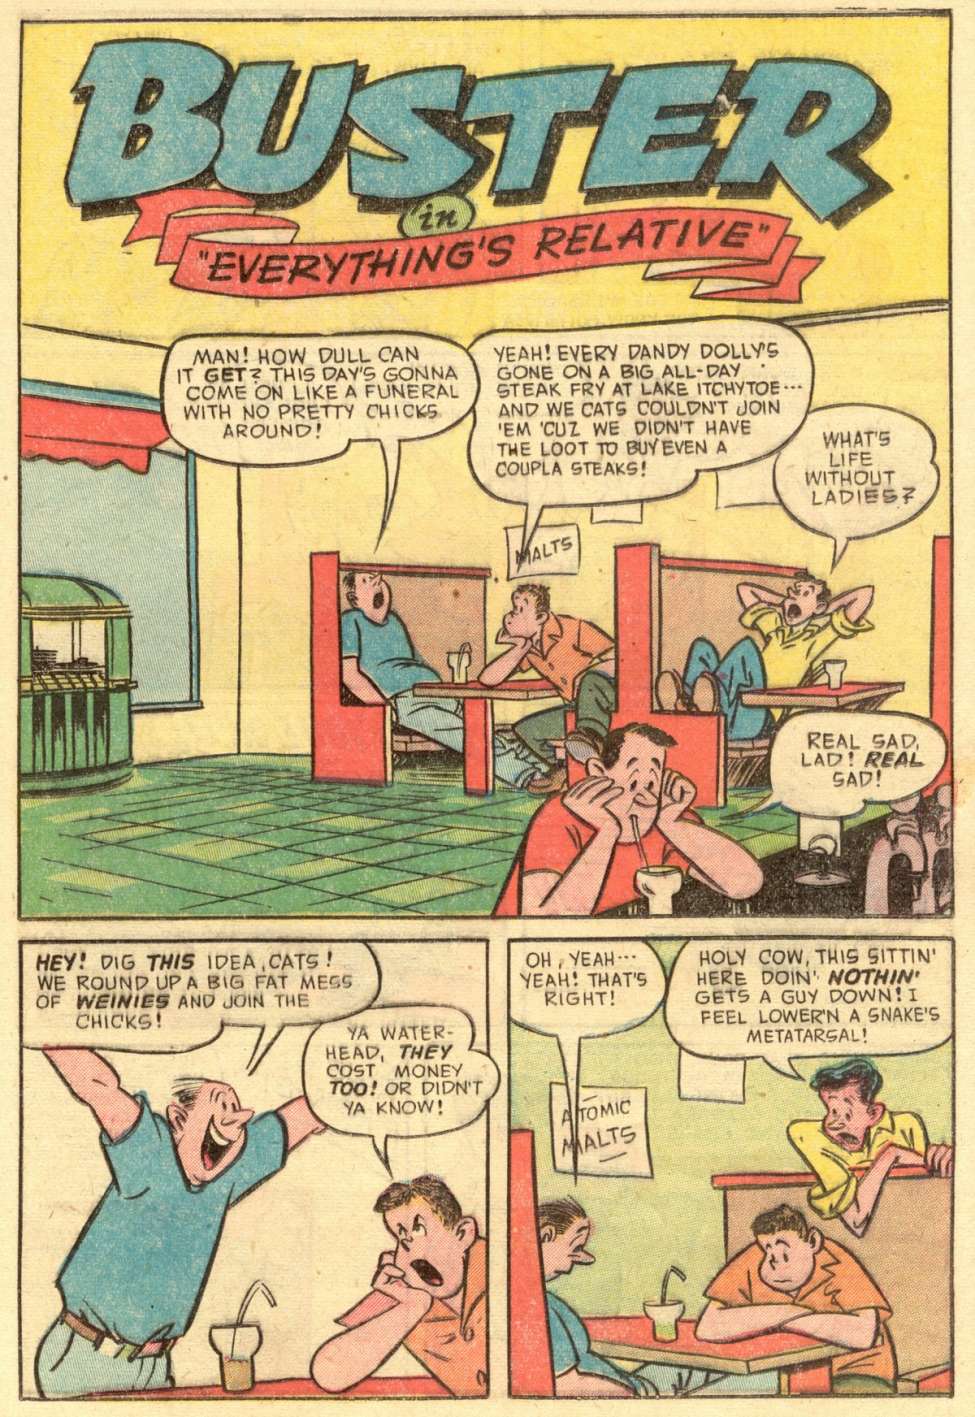 BUSTER
in
"EVERYTHING'S RELATIVE"
MAN! HOW DULL CAN
IT GET? THIS DAY'S GONNA
COME ON LIKE A FUNERAL
WITH NO PRETTY CHICKS
AROUND!
YEAH! EVERY DANDY DOLLY'S
GONE ON A BIG ALL-DAY
STEAK FRY AT LAKE ITCHYTOE---
AND WE CATS COULDN'T JOIN
'EM 'CUZ WE DIDN'T HAVE
THE LOOT TO BUY EVEN A
COUPLA STEAKS!
WHAT'S
LIFE
WITHOUT
LADIES?
MALTS
REAL SAD,
LAD! REAL
SAD!
HEY! DIG THIS IDEA, CATS!
WE ROUND UP A BIG FAT MESS
OF WEINIES AND JOIN THE
CHICKS!
YA WATER-
HEAD, THEY
COST MONEY
TOO! OR DIDN'T
YA KNOW!
OH, YEAH---
YEAH! THAT'S
RIGHT!
HOLY COW, THIS SITTIN'
HERE DOIN' NOTHIN'
GETS A GUY DOWN! I
FEEL LOWER'N A SNAKE'S
METATARSAL!
ATOMIC
MALTS